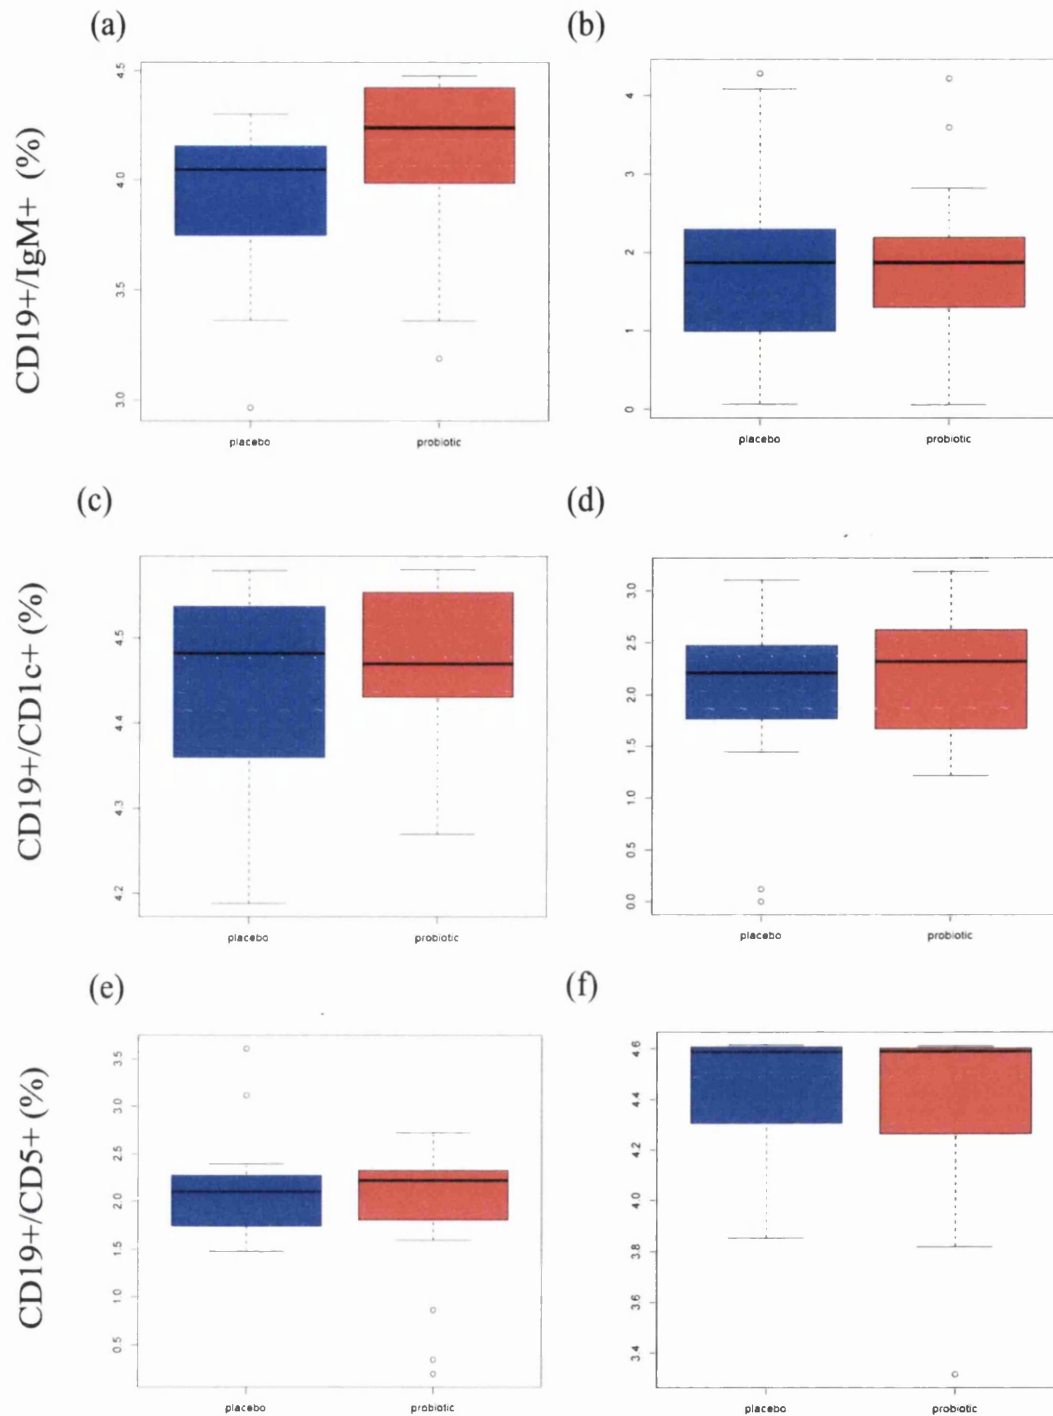 (a)
(b)
CD19+/IgM+ (%)
4.5
4.0
3.5
3.0
placebo
probiotic
4
3
2
1
0
placebo
probiotic
(c)
(d)
CD19+/CD1c+ (%)
4.5
4.4
4.3
4.2
placebo
probiotic
3.0
2.5
2.0
1.5
1.0
0.5
0.0
placebo
probiotic
(e)
(f)
CD19+/CD5+ (%)
3.5
3.0
2.5
2.0
1.5
1.0
0.5
placebo
probiotic
4.6
4.4
4.2
4.0
3.8
3.6
3.4
placebo
probiotic